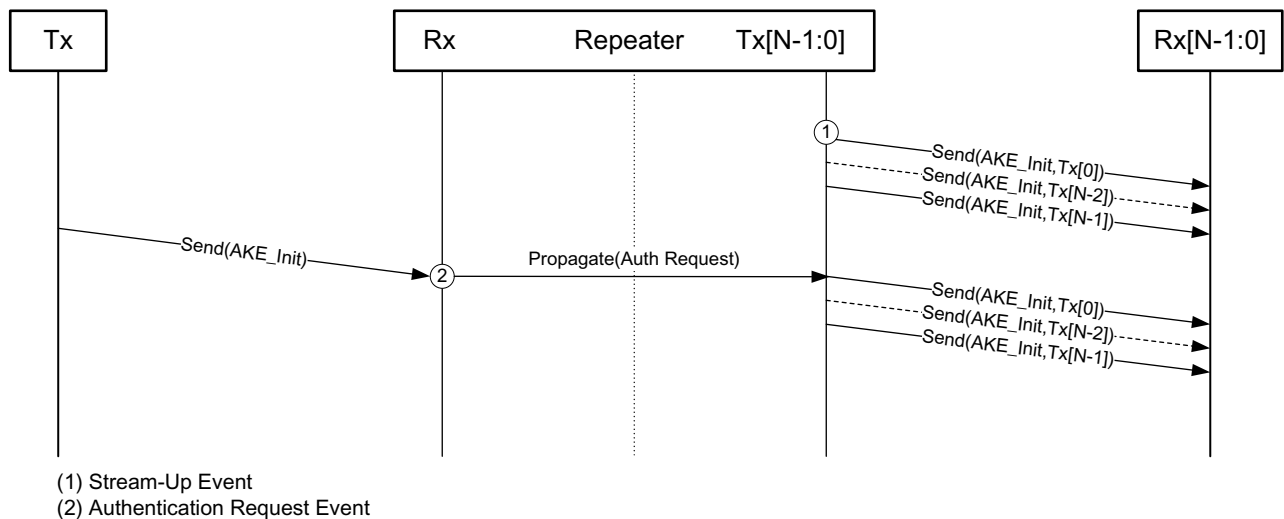 Tx
Rx Repeater Tx[N-1:0]
Rx[N-1:0]
1
Send(AKE_Init,Tx[0])
Send(AKE_Init,Tx[N-2])
Send(AKE_Init,Tx[N-1])
Send(AKE_Init)
2
Propagate(Auth Request)
Send(AKE_Init,Tx[0])
Send(AKE_Init,Tx[N-2])
Send(AKE_Init,Tx[N-1])
(1) Stream-Up Event
(2) Authentication Request Event